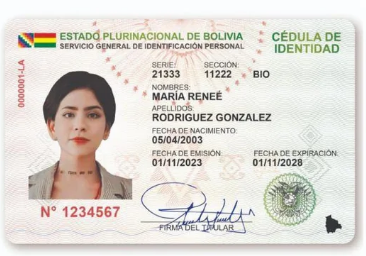 ESTADO PLURINACIONAL DE BOLIVIA
SERVICIO GENERAL DE IDENTIFICACIÓN PERSONAL
CÉDULA DE
IDENTIDAD
0000001-LA
SERIE: SECCIÓN:
21333 11222 BIO
NOMBRES:
MARÍA RENEÉ
APELLIDOS:
RODRIGUEZ GONZALEZ
FECHA DE NACIMIENTO:
05/04/2003
FECHA DE EMISIÓN: FECHA DE EXPIRACIÓN:
01/11/2023 01/11/2028
N° 1234567
FIRMA DEL TITULAR